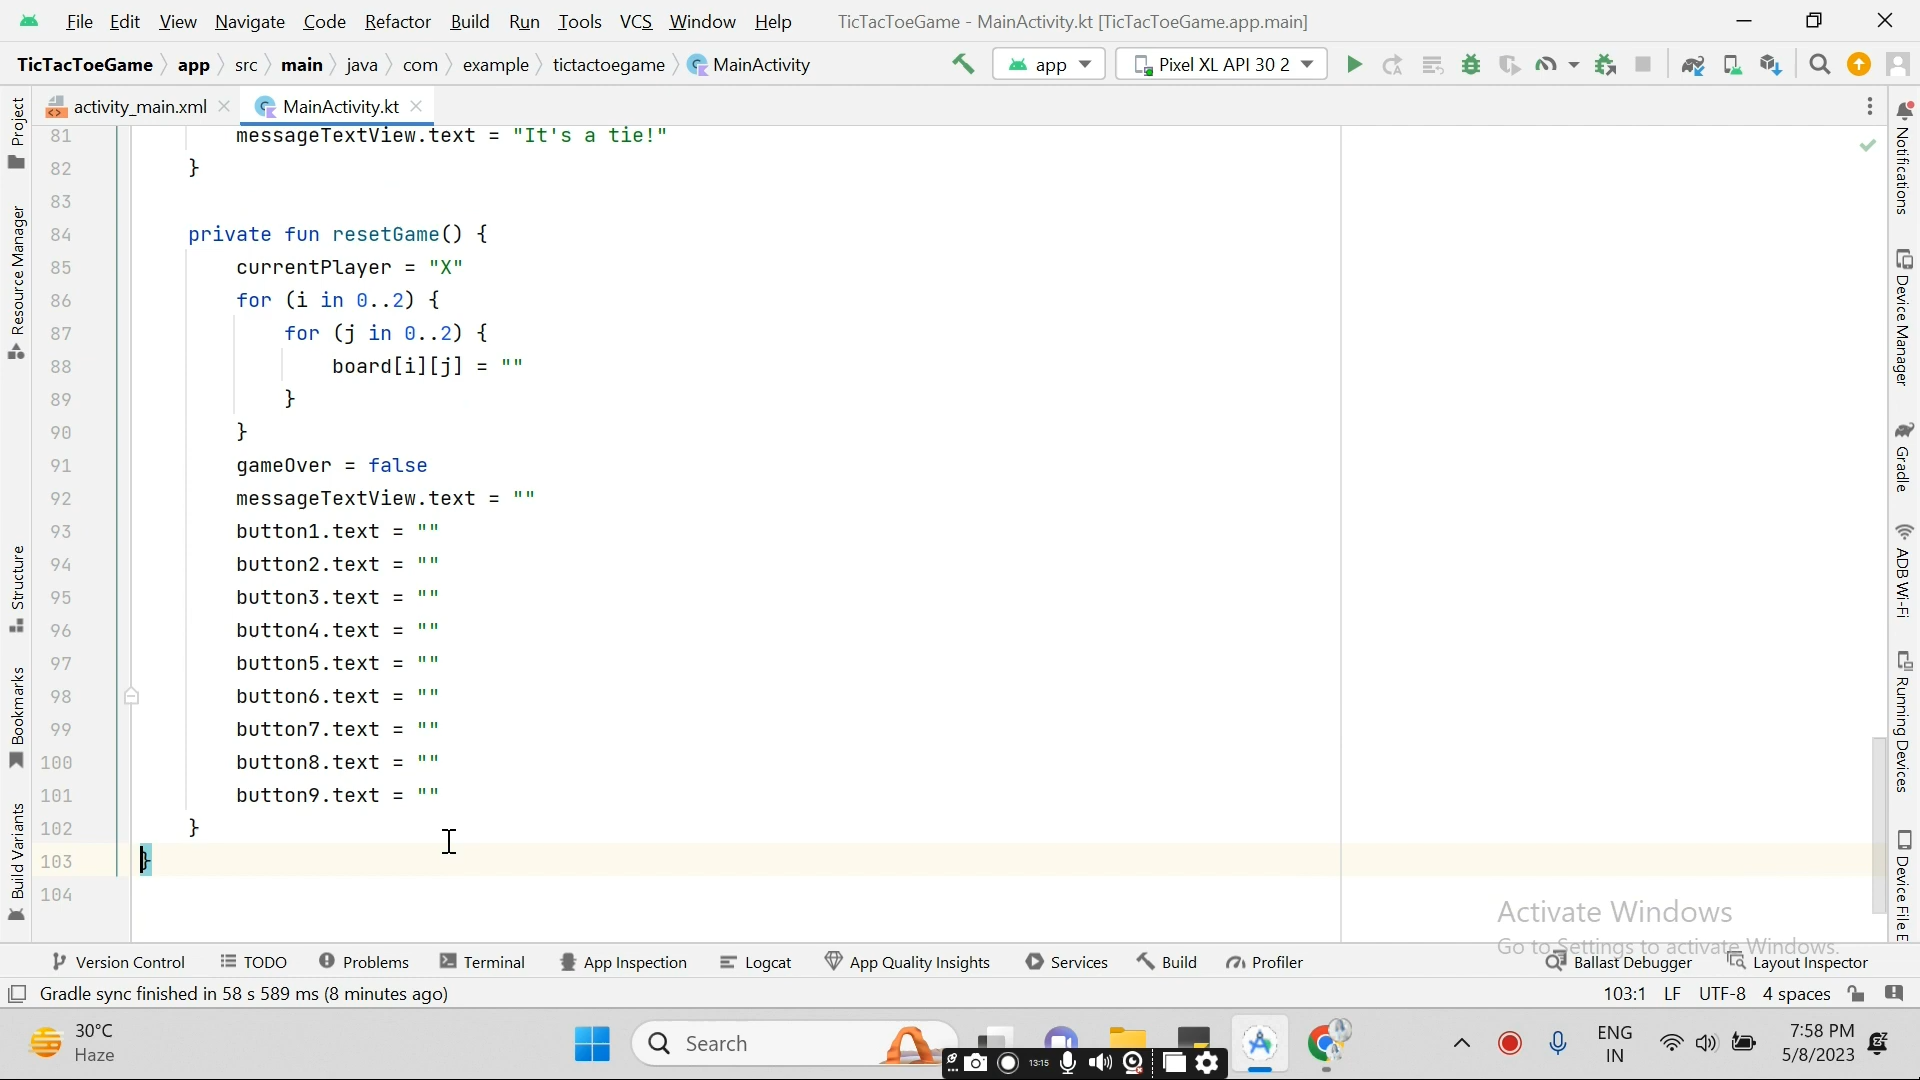 File Edit View Navigate Code Refactor Build Run Tools VCS Window Help TicTacToeGame - MainActivity.kt [TicTacToeGame.app.main]
TicTacToeGame app src main java com example tictactoegame MainActivity app Pixel XL API 30 2
activity_main.xml MainActivity.kt
81 messageTextView.text = "It's a tie!"
82 }
83
84 private fun resetGame() {
85 currentPlayer = "X"
86 for (i in 0..2) {
87 for (j in 0..2) {
88 board[i][j] = ""
89 }
90 }
91 gameOver = false
92 messageTextView.text = ""
93 button1.text = ""
94 button2.text = ""
95 button3.text = ""
96 button4.text = ""
97 button5.text = ""
98 button6.text = ""
99 button7.text = ""
100 button8.text = ""
101 button9.text = ""
102 }
103 }
104
Project
Resource Manager
Structure
Bookmarks
Build Variants
Notifications
Device Manager
Gradle
ADB Wi-Fi
Running Devices
Device File E
Activate Windows
Go to Settings to activate Windows.
Version Control TODO Problems Terminal App Inspection Logcat App Quality Insights Services Build Profiler Ballast Debugger Layout Inspector
Gradle sync finished in 58 s 589 ms (8 minutes ago) 103:1 LF UTF-8 4 spaces
30°C
Haze
Search
13:15
ENG
IN
7:58 PM
5/8/2023